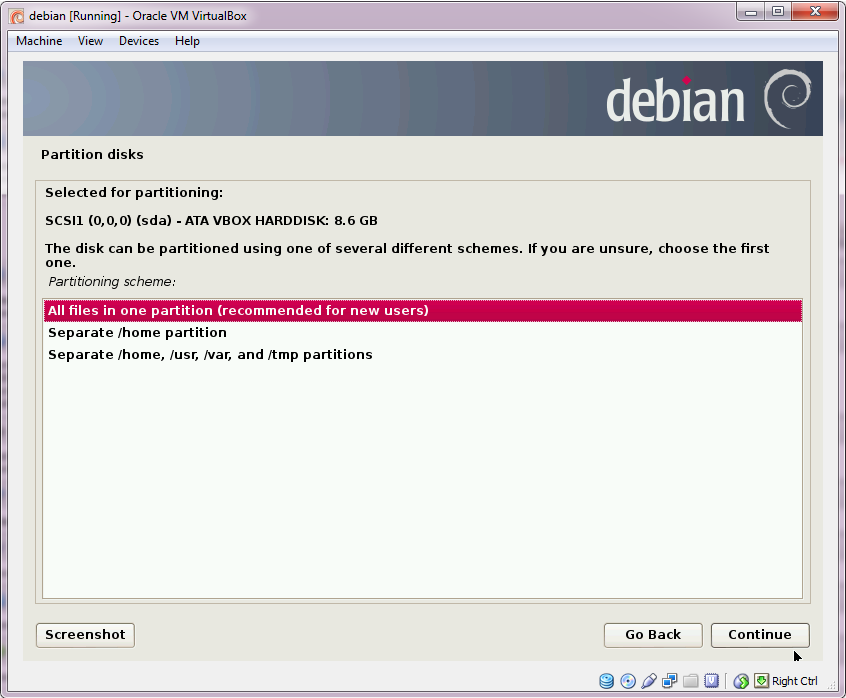 debian [Running] - Oracle VM VirtualBox
Machine View Devices Help
debian
Partition disks
Selected for partitioning:
SCSI1 (0,0,0) (sda) - ATA VBOX HARDDISK: 8.6 GB
The disk can be partitioned using one of several different schemes. If you are unsure, choose the first
one.
Partitioning scheme:
All files in one partition (recommended for new users)
Separate /home partition
Separate /home, /usr, /var, and /tmp partitions
Screenshot Go Back Continue
Right Ctrl